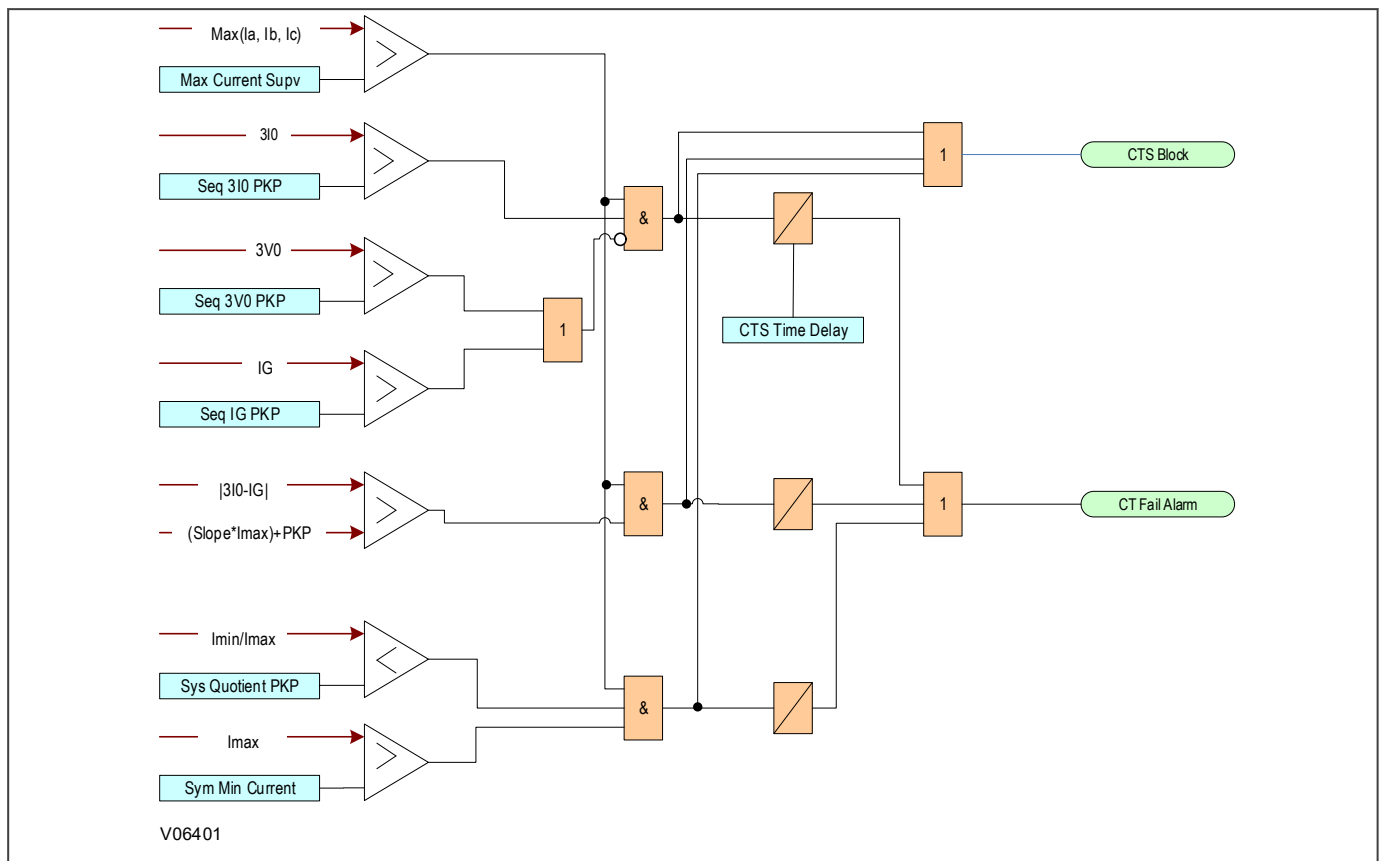 Max(Ia, Ib, Ic)
>
Max Current Supv
3I0
>
Seq 3I0 PKP
3V0
>
Seq 3V0 PKP
IG
>
Seq IG PKP
|3I0-IG|
>
(Slope*Imax)+PKP
Imin/Imax
<
Sys Quotient PKP
Imax
>
Sym Min Current
1
&
&
&
CTS Time Delay
1
CTS Block
1
CT Fail Alarm
V06401